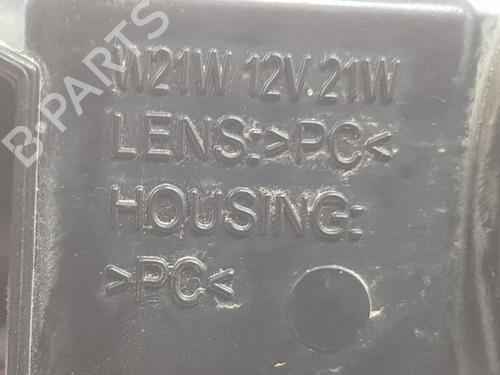 W21W 12V 21W
LENS:>PC<
HOUSING:
>PC<
B-PARTS